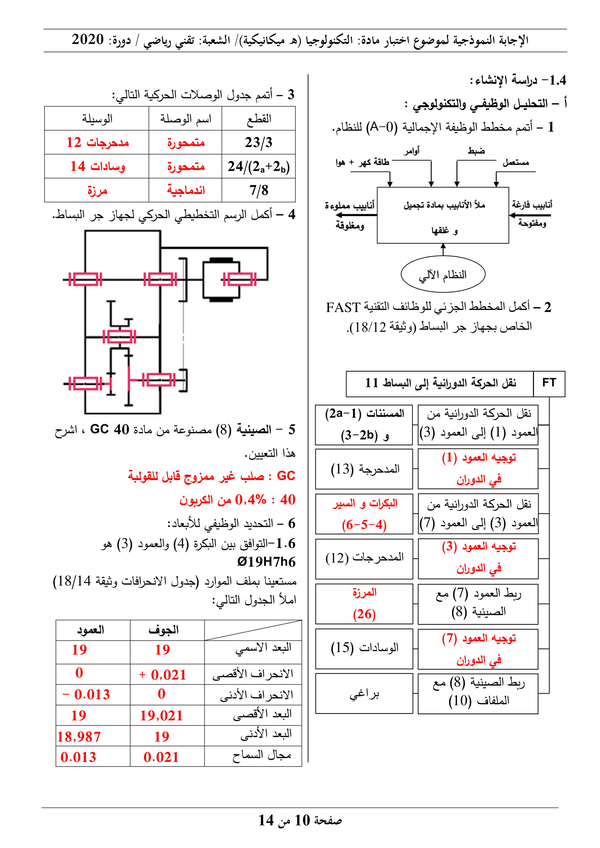 الإجابة النموذجية لموضوع اختبار مادة: التكنولوجيا (هـ ميكانيكية)/ الشعبة: تقني رياضي / دورة: 2020
1.4- دراسة الإنشاء:
أ – التحليـل الوظيفـي والتكنولوجي :
1 – أتمم مخطط الوظيفة الإجمالية (A-0) للنظام.
ضبط
أوامر
مستعمل
طاقة كهر + هوا
أنابيب فارغة
ومفتوحة
ملأ الأنابيب بمادة تجميل
و غلقها
أنابيب مملوءة
ومغلوقة
النظام الآلي
2 – أكمل المخطط الجزئي للوظائف التقنية FAST
الخاص بجهاز جر البساط (وثيقة 18/12).
FT
نقل الحركة الدورانية إلى البساط 11
نقل الحركة الدورانية من
العمود (1) إلى العمود (3)
المسننات (1-2a)
و (2b-3)
توجيه العمود (1)
في الدوران
المدحرجة (13)
نقل الحركة الدورانية من
العمود (3) إلى العمود (7)
البكرات و السير
(6-5-4)
توجيه العمود (3)
في الدوران
المدحرجات (12)
ربط العمود (7) مع
الصينية (8)
المرزة
(26)
توجيه العمود (7)
في الدوران
الوسادات (15)
ربط الصينية (8) مع
الملفاف (10)
براغي
3 – أتمم جدول الوصلات الحركية التالي:
القطع اسم الوصلة الوسيلة
23/3 متمحورة مدحرجات 12
24/(2a+2b) متمحورة وسادات 14
7/8 اندماجية مرزة
4 – أكمل الرسم التخطيطي الحركي لجهاز جر البساط.
5 – الصينية (8) مصنوعة من مادة GC 40 ، اشرح
هذا التعيين.
GC : صلب غير ممزوج قابل للقولبة
40 : 0.4% من الكربون
6 – التحديد الوظيفي للأبعاد:
1.6-التوافق بين البكرة (4) والعمود (3) هو
Ø19H7h6
مستعينا بملف الموارد (جدول الانحرافات وثيقة 18/14)
املأ الجدول التالي:
الجوف العمود
البعد الاسمي 19 19
الانحراف الأقصى + 0.021 0
الانحراف الأدنى 0 – 0.013
البعد الأقصى 19.021 19
البعد الأدنى 19 18.987
مجال السماح 0.021 0.013
صفحة 10 من 14